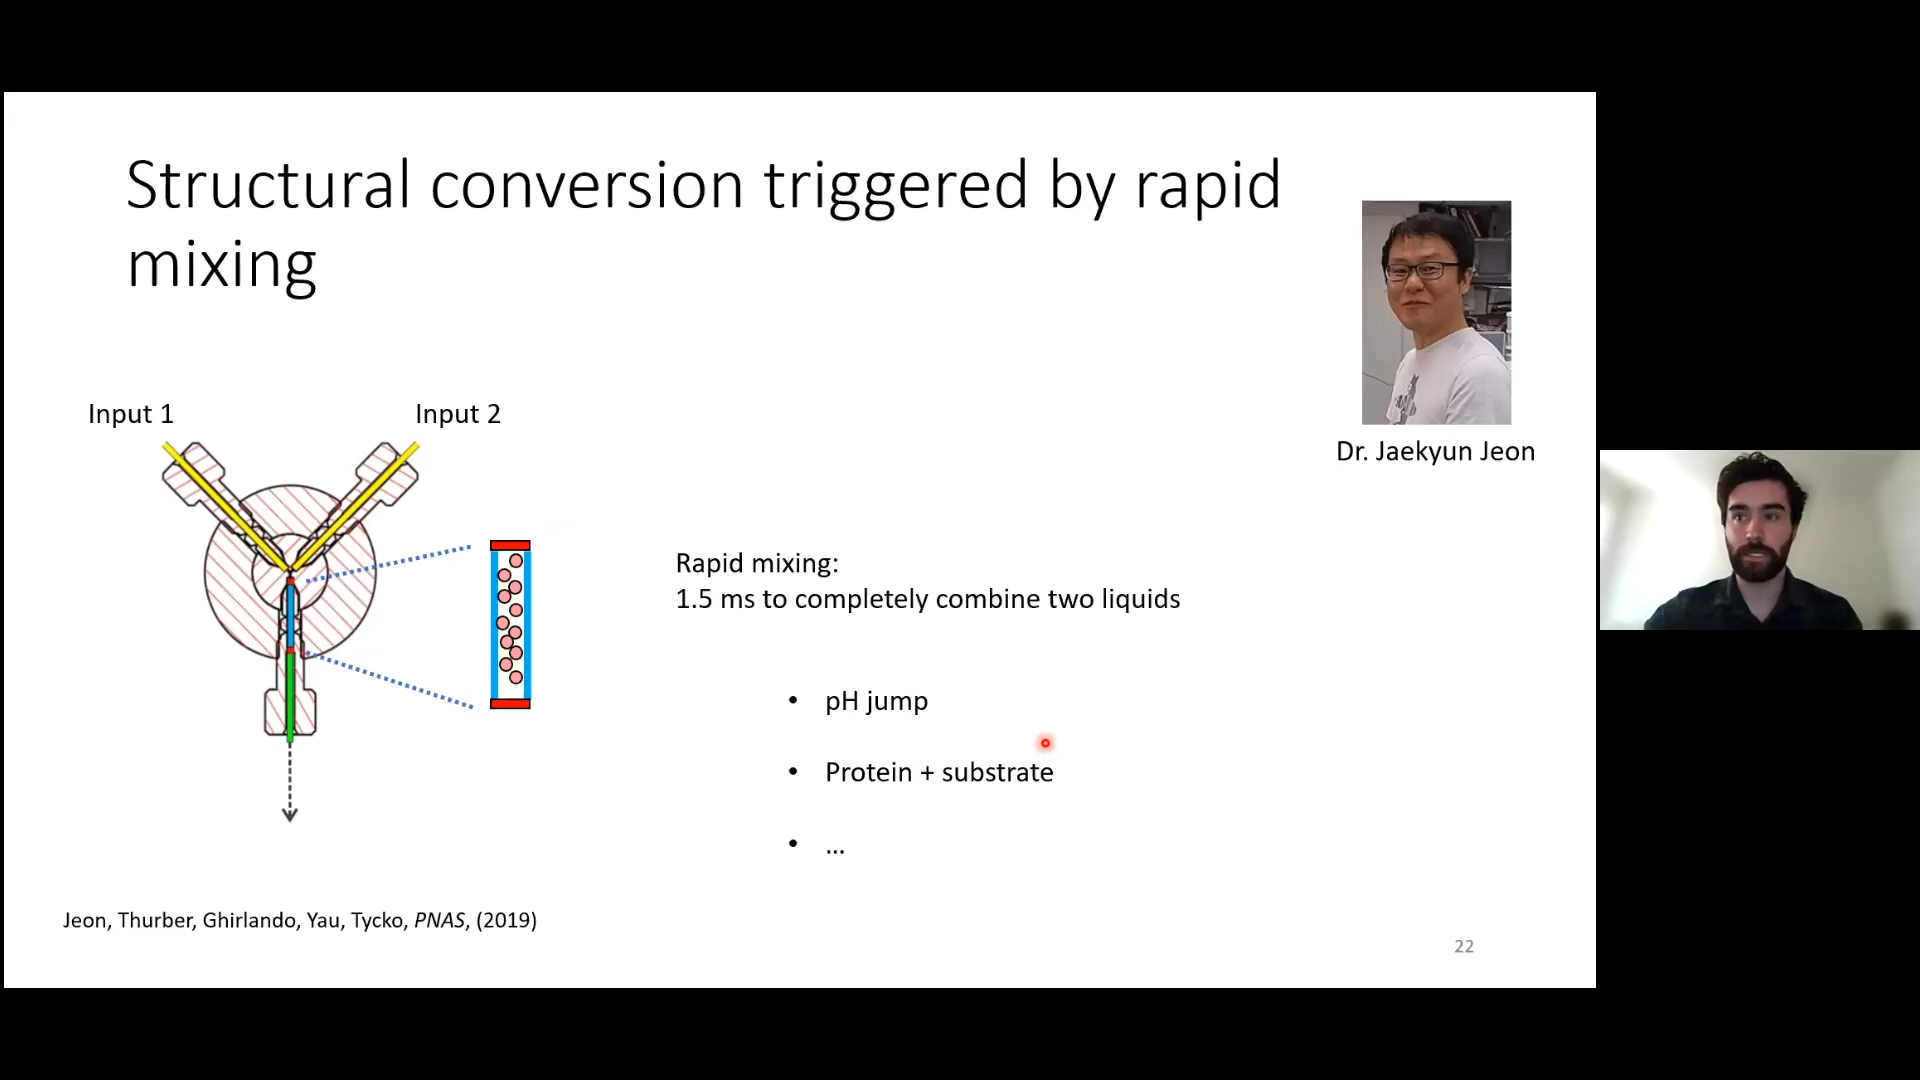 Structural conversion triggered by rapid
mixing
Input 1
Input 2
Dr. Jaekyun Jeon
Rapid mixing:
1.5 ms to completely combine two liquids
• pH jump
• Protein + substrate
• ...
Jeon, Thurber, Ghirlando, Yau, Tycko, PNAS, (2019)
22